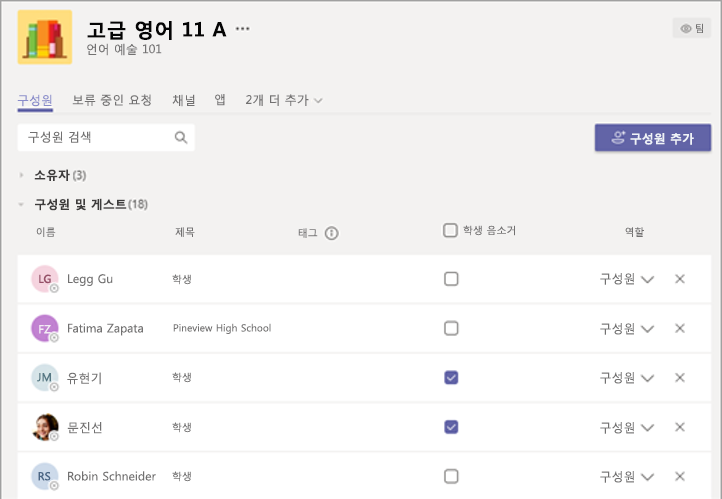 고급 영어 11 A ···
언어 예술 101
팀
구성원 보류 중인 요청 채널 앱 2개 더 추가
구성원 검색
구성원 추가
소유자(3)
구성원 및 게스트(18)
이름 제목 태그 학생 음소거 역할
LG Legg Gu 학생 구성원
FZ Fatima Zapata Pineview High School 구성원
JM 유현기 학생 구성원
문진선 학생 구성원
RS Robin Schneider 학생 구성원